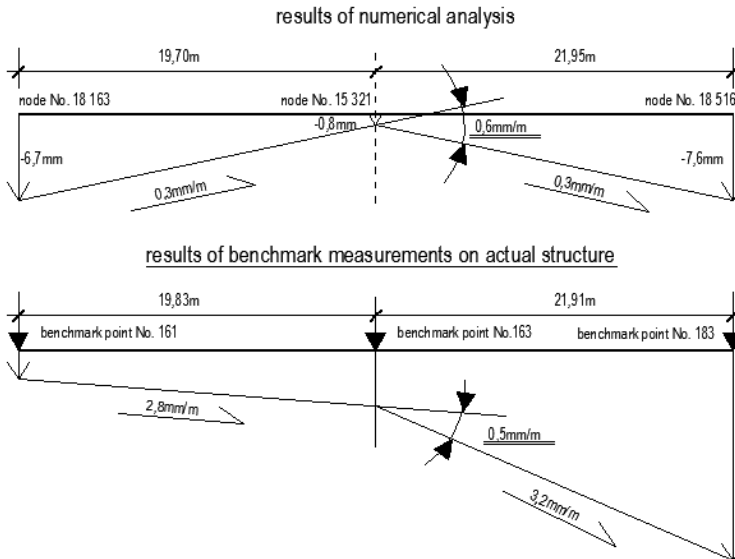 results of numerical analysis
19,70m 21,95m
node No. 18 163 node No. 15 321 node No. 18 516
-0,8mm 0,6mm/m
-6,7mm -7,6mm
0,3mm/m 0,3mm/m
results of benchmark measurements on actual structure
19,83m 21,91m
benchmark point No. 161 benchmark point No.163 benchmark point No. 183
2,8mm/m
0,5mm/m
3,2mm/m